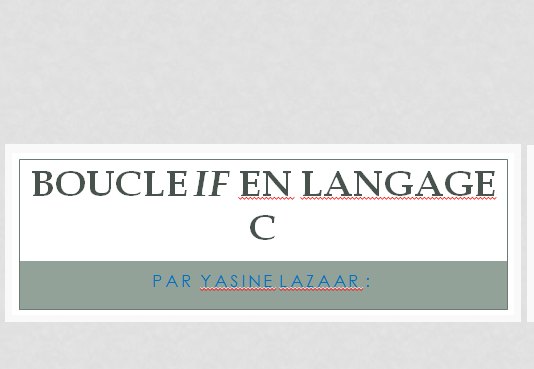 BOUCLE IF EN LANGAGE
C
PAR YASINE LAZAAR :